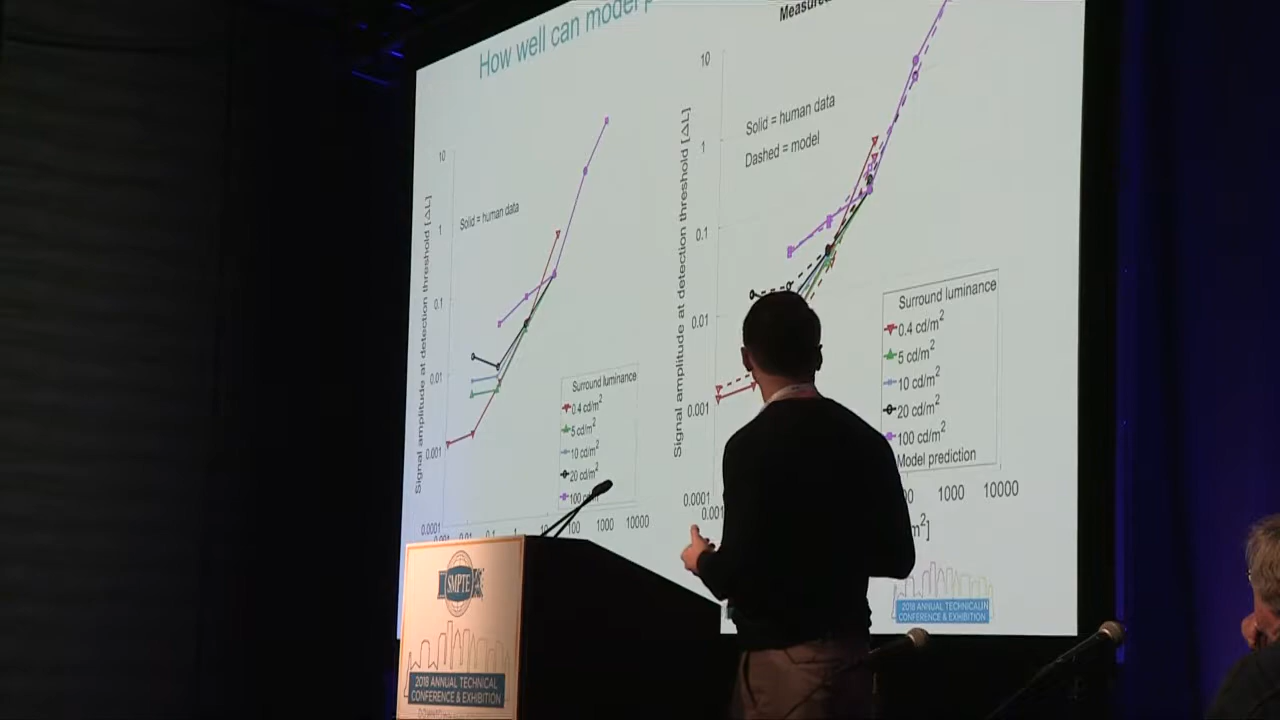 How well can model
Measured
10
1
0.1
0.01
0.001
0.0001
Signal amplitude at detection threshold [ΔL]
Solid = human data
Surround luminance
0.4 cd/m²
5 cd/m²
10 cd/m²
20 cd/m²
100
0.1
1
1000
10000
10
1
0.1
0.01
0.001
0.0001
Signal amplitude at detection threshold [ΔL]
Solid = human data
Dashed = model
Surround luminance
0.4 cd/m²
5 cd/m²
10 cd/m²
20 cd/m²
100 cd/m²
Model prediction
1000
10000
2018 ANNUAL TECHNICAL
CONFERENCE & EXHIBITION
SMPTE
2018 ANNUAL TECHNICAL
CONFERENCE & EXHIBITION